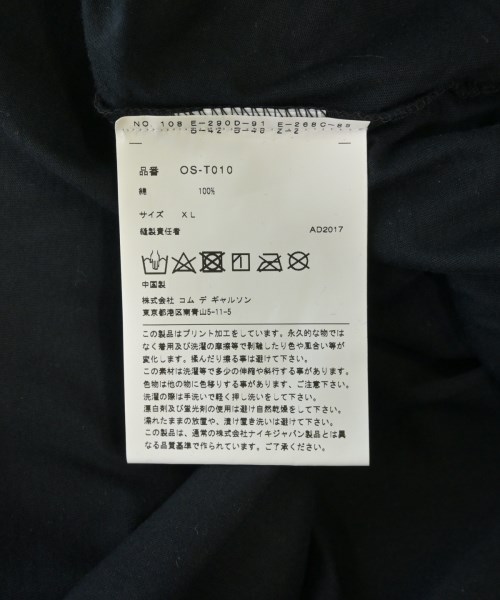 NO. 108 E-290D-91 E-268C-
品番 OS-T010
綿 100%
サイズ XL
縫製責任者 AD2017
中国製
株式会社 コム デ ギャルソン
東京都港区南青山5-11-5
この製品はプリント加工をしています。永久的な物では
なく着用及び洗濯の摩擦等で剥離したり色や風合い等が
変化します。揉んだり擦る事は避けて下さい。
この素材は洗濯等で多少の伸縮や斜行する事があります。
色物は他の物に色移りする事があります、ご注意下さい。
洗濯の際は手洗いで軽く押し洗いをして下さい。
漂白剤及び蛍光剤の使用は避け自然乾燥をして下さい。
濡れたままの放置や、漬け置き洗いは避けて下さい。
この製品は、通常の株式会社ナイキジャパン製品とは異
なる品質基準で作られています。ご了承下さい。